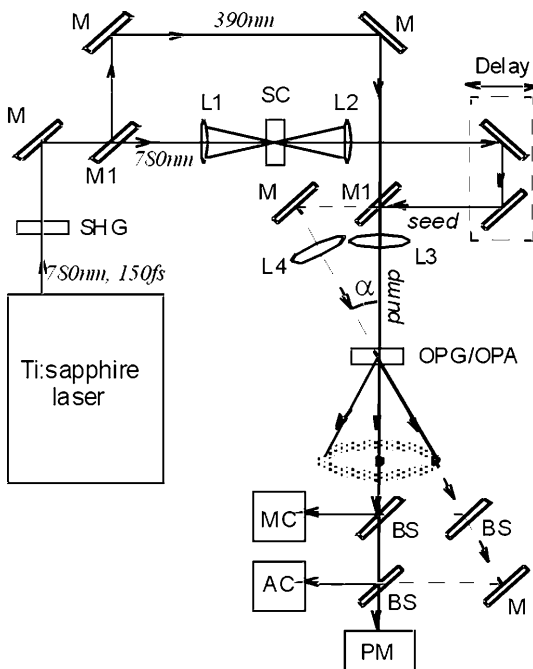 M
390nm
M
Delay
L1
SC
L2
M
M1
780nm
M
M1
seed
SHG
L4
L3
780nm, 150fs
α
pump
OPG/OPA
Ti:sapphire
laser
MC
BS
BS
AC
BS
M
PM